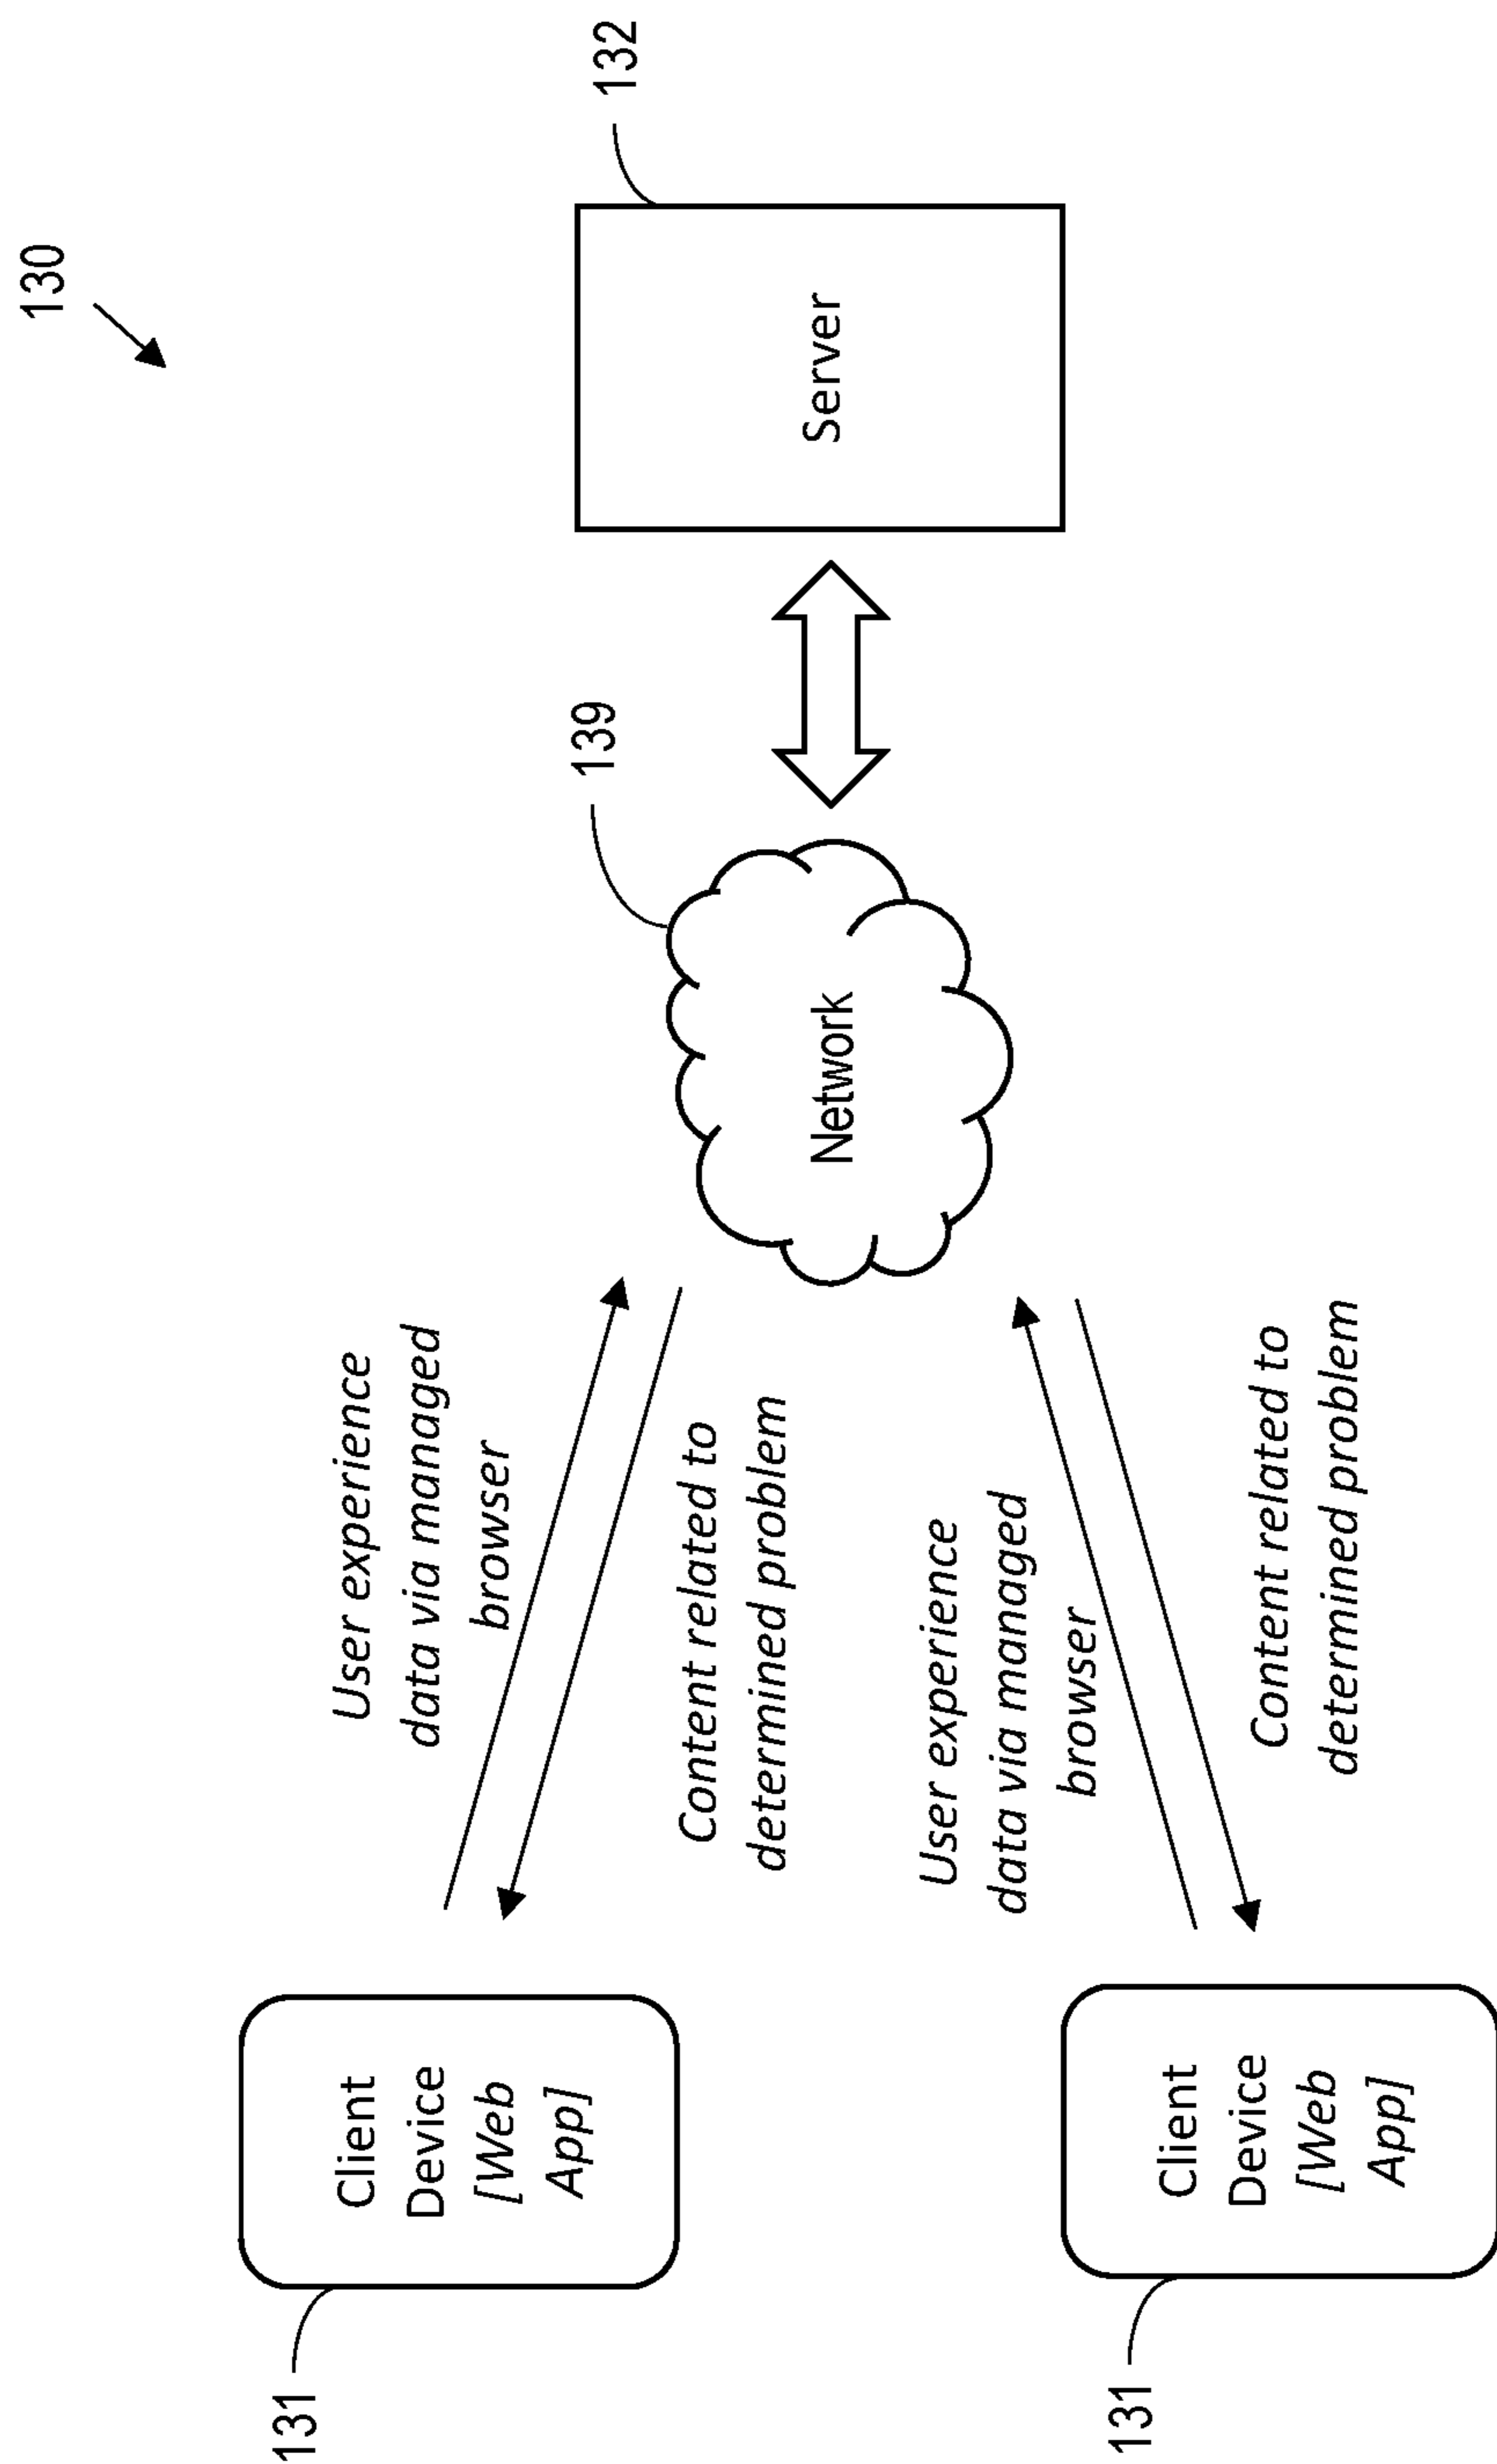 130
131
Client
Device
[Web
App]
User experience
data via managed
browser
Content related to
determined problem
139
Network
132
Server
131
Client
Device
[Web
App]
User experience
data via managed
browser
Content related to
determined problem